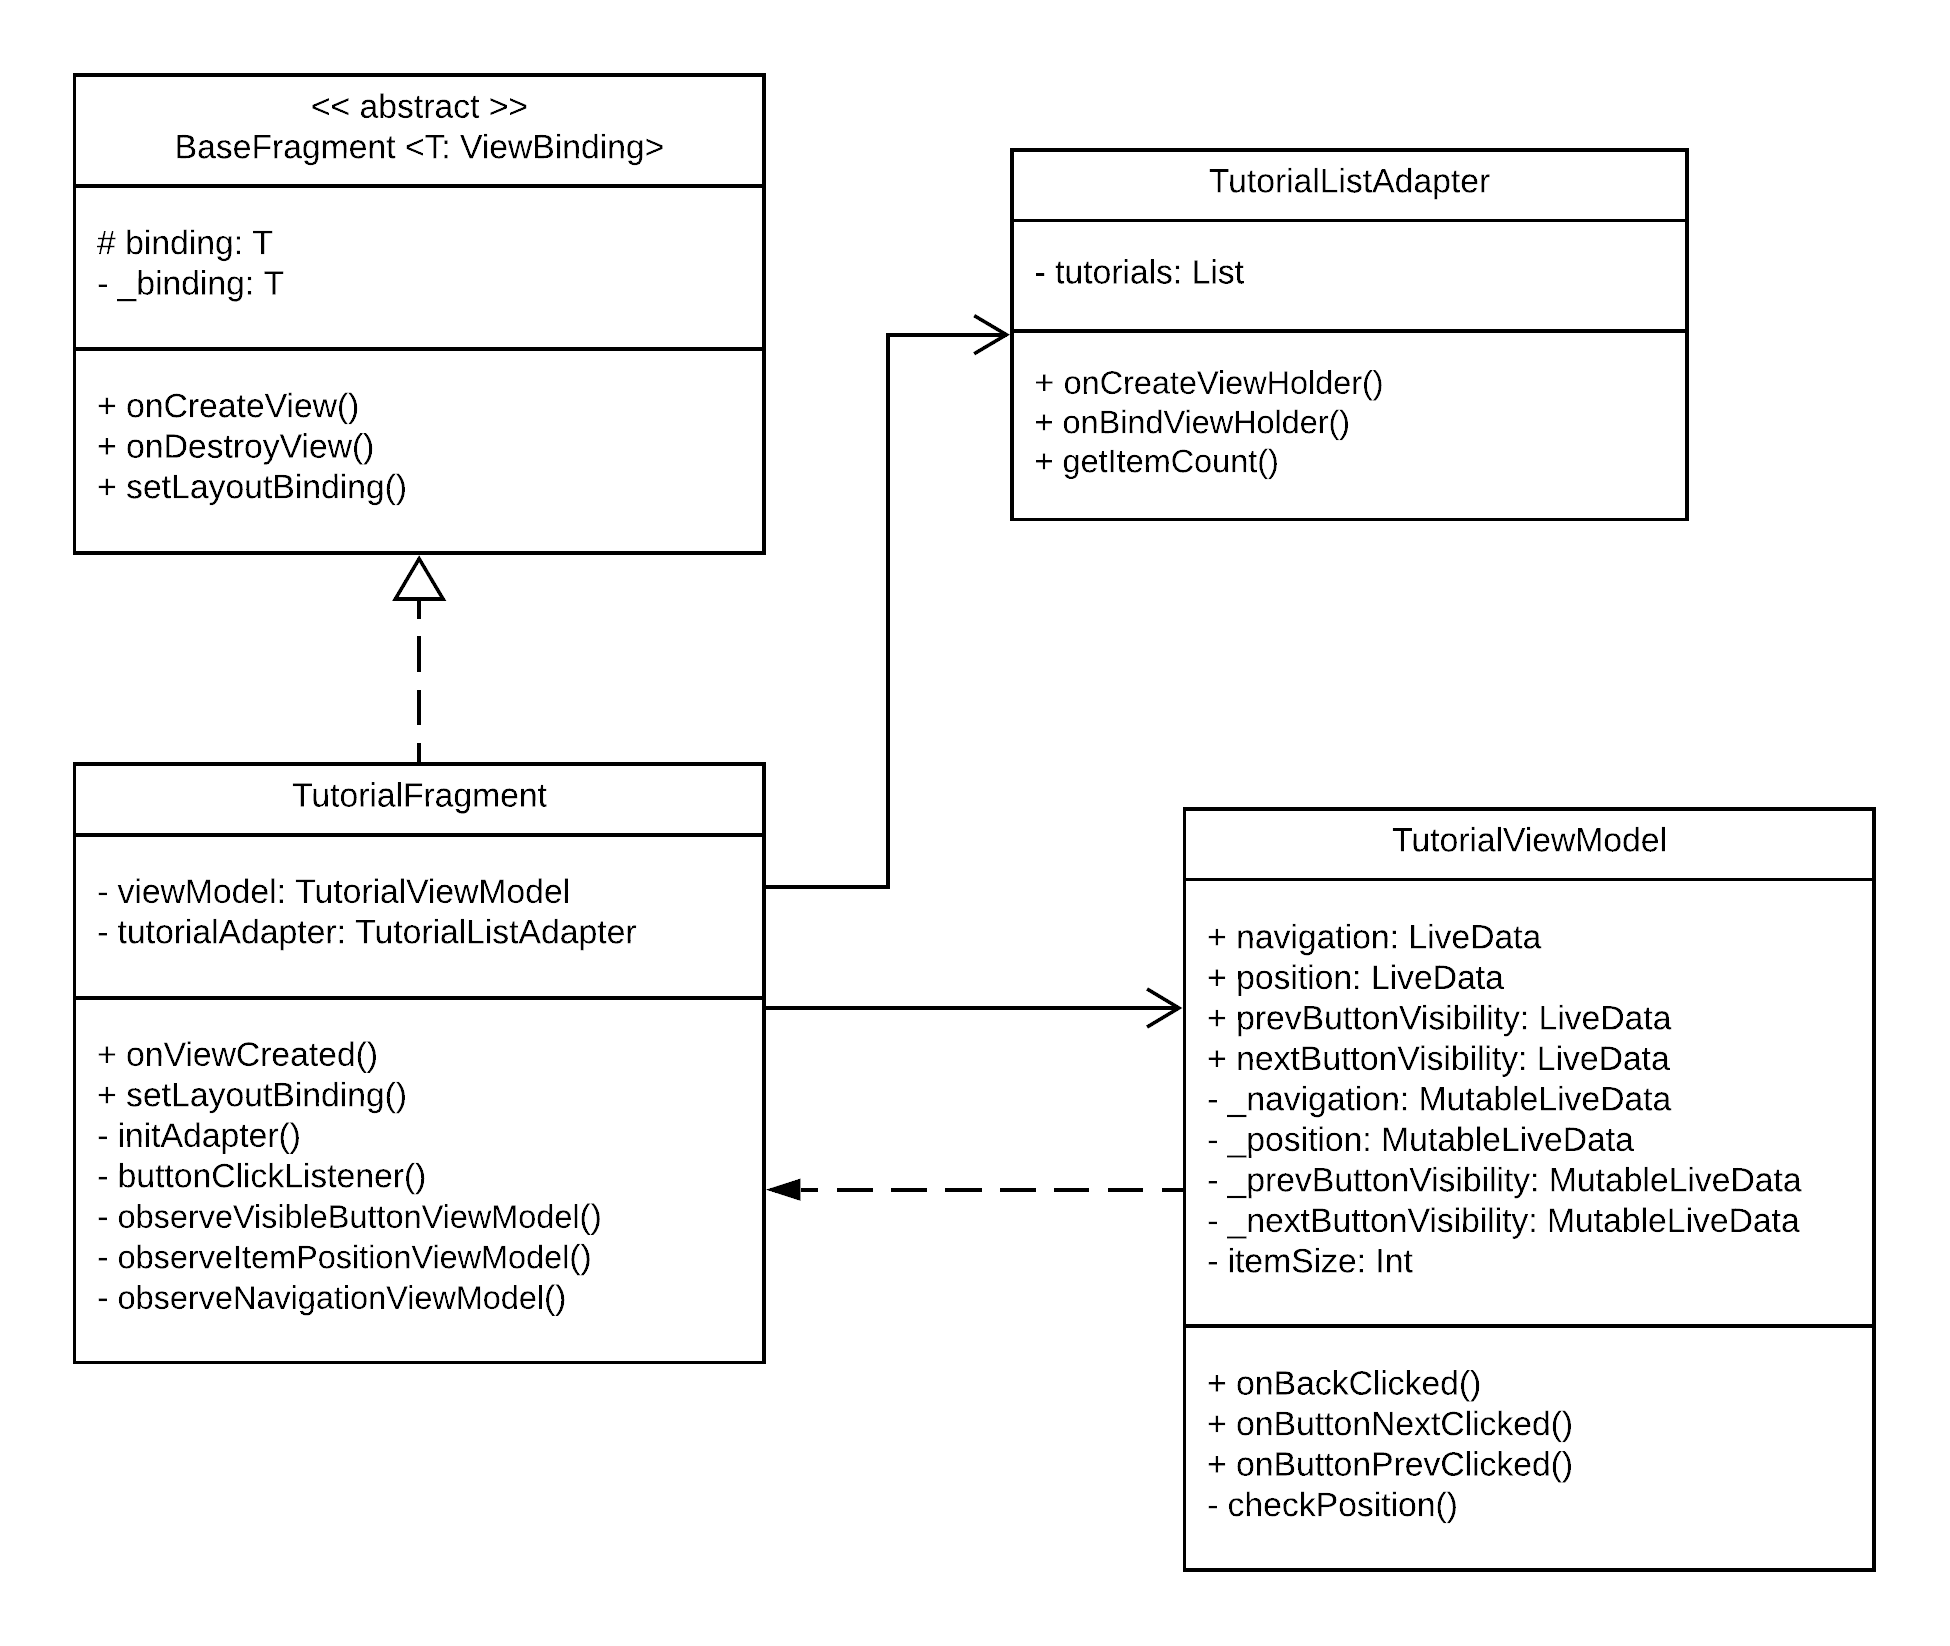 << abstract >>
BaseFragment <T: ViewBinding>
# binding: T
- _binding: T
+ onCreateView()
+ onDestroyView()
+ setLayoutBinding()
TutorialListAdapter
- tutorials: List
+ onCreateViewHolder()
+ onBindViewHolder()
+ getItemCount()
TutorialFragment
- viewModel: TutorialViewModel
- tutorialAdapter: TutorialListAdapter
+ onViewCreated()
+ setLayoutBinding()
- initAdapter()
- buttonClickListener()
- observeVisibleButtonViewModel()
- observeItemPositionViewModel()
- observeNavigationViewModel()
TutorialViewModel
+ navigation: LiveData
+ position: LiveData
+ prevButtonVisibility: LiveData
+ nextButtonVisibility: LiveData
- _navigation: MutableLiveData
- _position: MutableLiveData
- _prevButtonVisibility: MutableLiveData
- _nextButtonVisibility: MutableLiveData
- itemSize: Int
+ onBackClicked()
+ onButtonNextClicked()
+ onButtonPrevClicked()
- checkPosition()